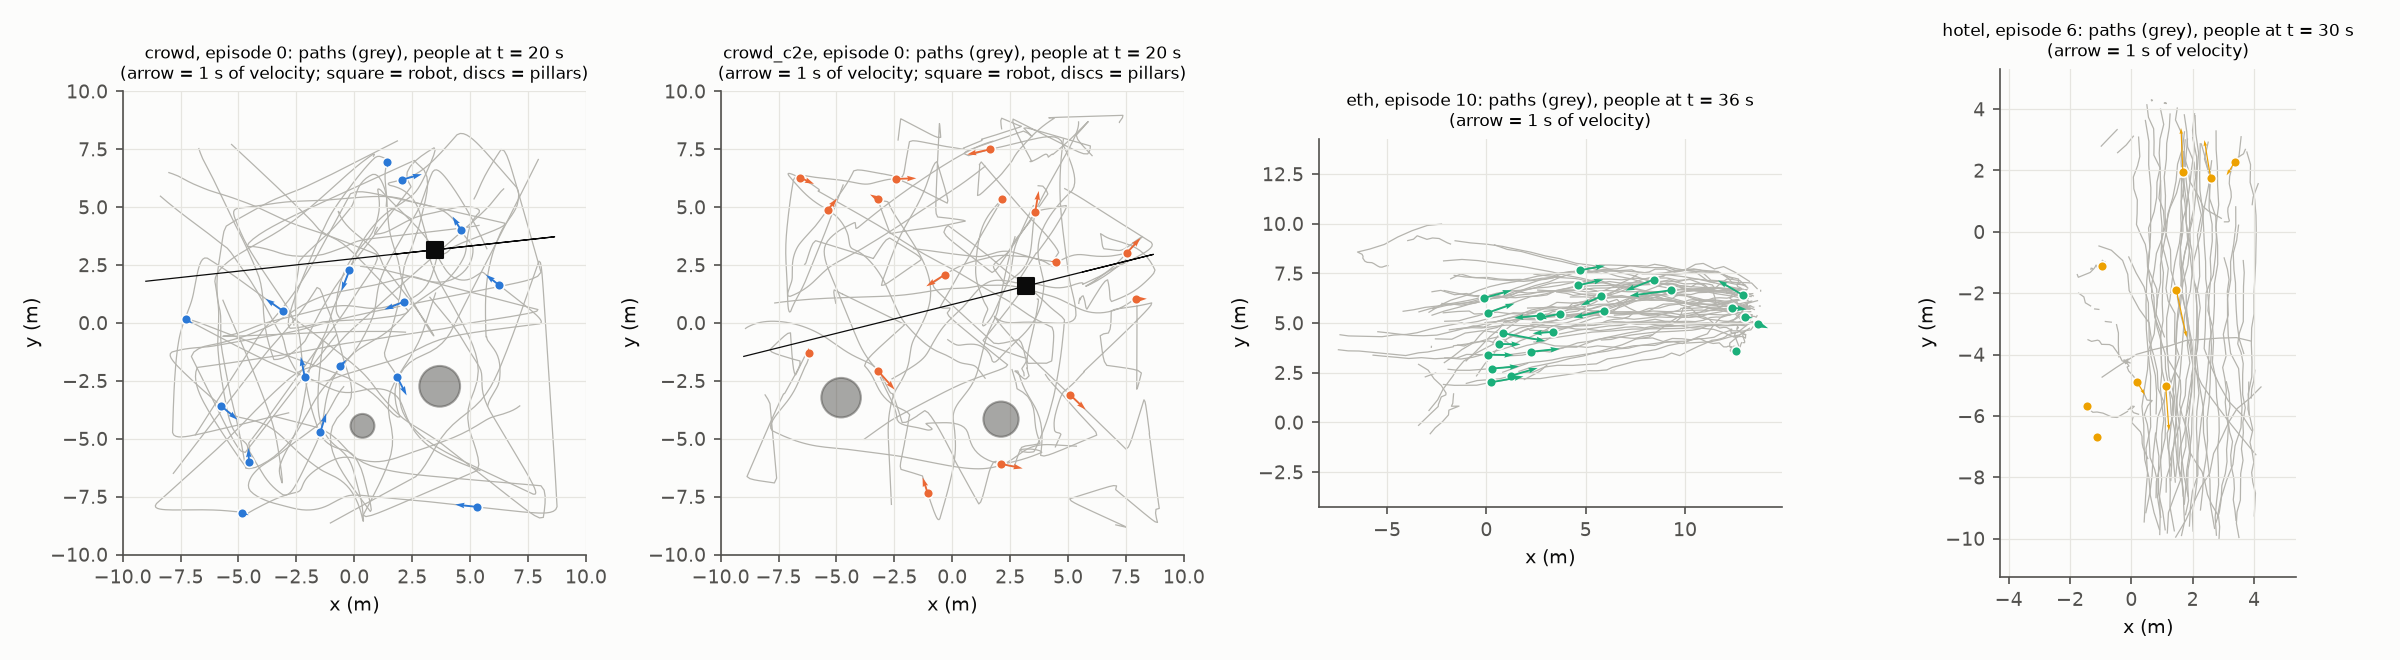 crowd, episode 0: paths (grey), people at t = 20 s
(arrow = 1 s of velocity; square = robot, discs = pillars)
10.0
7.5
5.0
2.5
0.0
−2.5
−5.0
−7.5
−10.0
−10.0 −7.5 −5.0 −2.5 0.0 2.5 5.0 7.5 10.0
x (m)
y (m)
crowd_c2e, episode 0: paths (grey), people at t = 20 s
(arrow = 1 s of velocity; square = robot, discs = pillars)
10.0
7.5
5.0
2.5
0.0
−2.5
−5.0
−7.5
−10.0
−10.0 −7.5 −5.0 −2.5 0.0 2.5 5.0 7.5 10.0
x (m)
y (m)
eth, episode 10: paths (grey), people at t = 36 s
(arrow = 1 s of velocity)
12.5
10.0
7.5
5.0
2.5
0.0
−2.5
−5 0 5 10
x (m)
y (m)
hotel, episode 6: paths (grey), people at t = 30 s
(arrow = 1 s of velocity)
4
2
0
−2
−4
−6
−8
−10
−4 −2 0 2 4
x (m)
y (m)